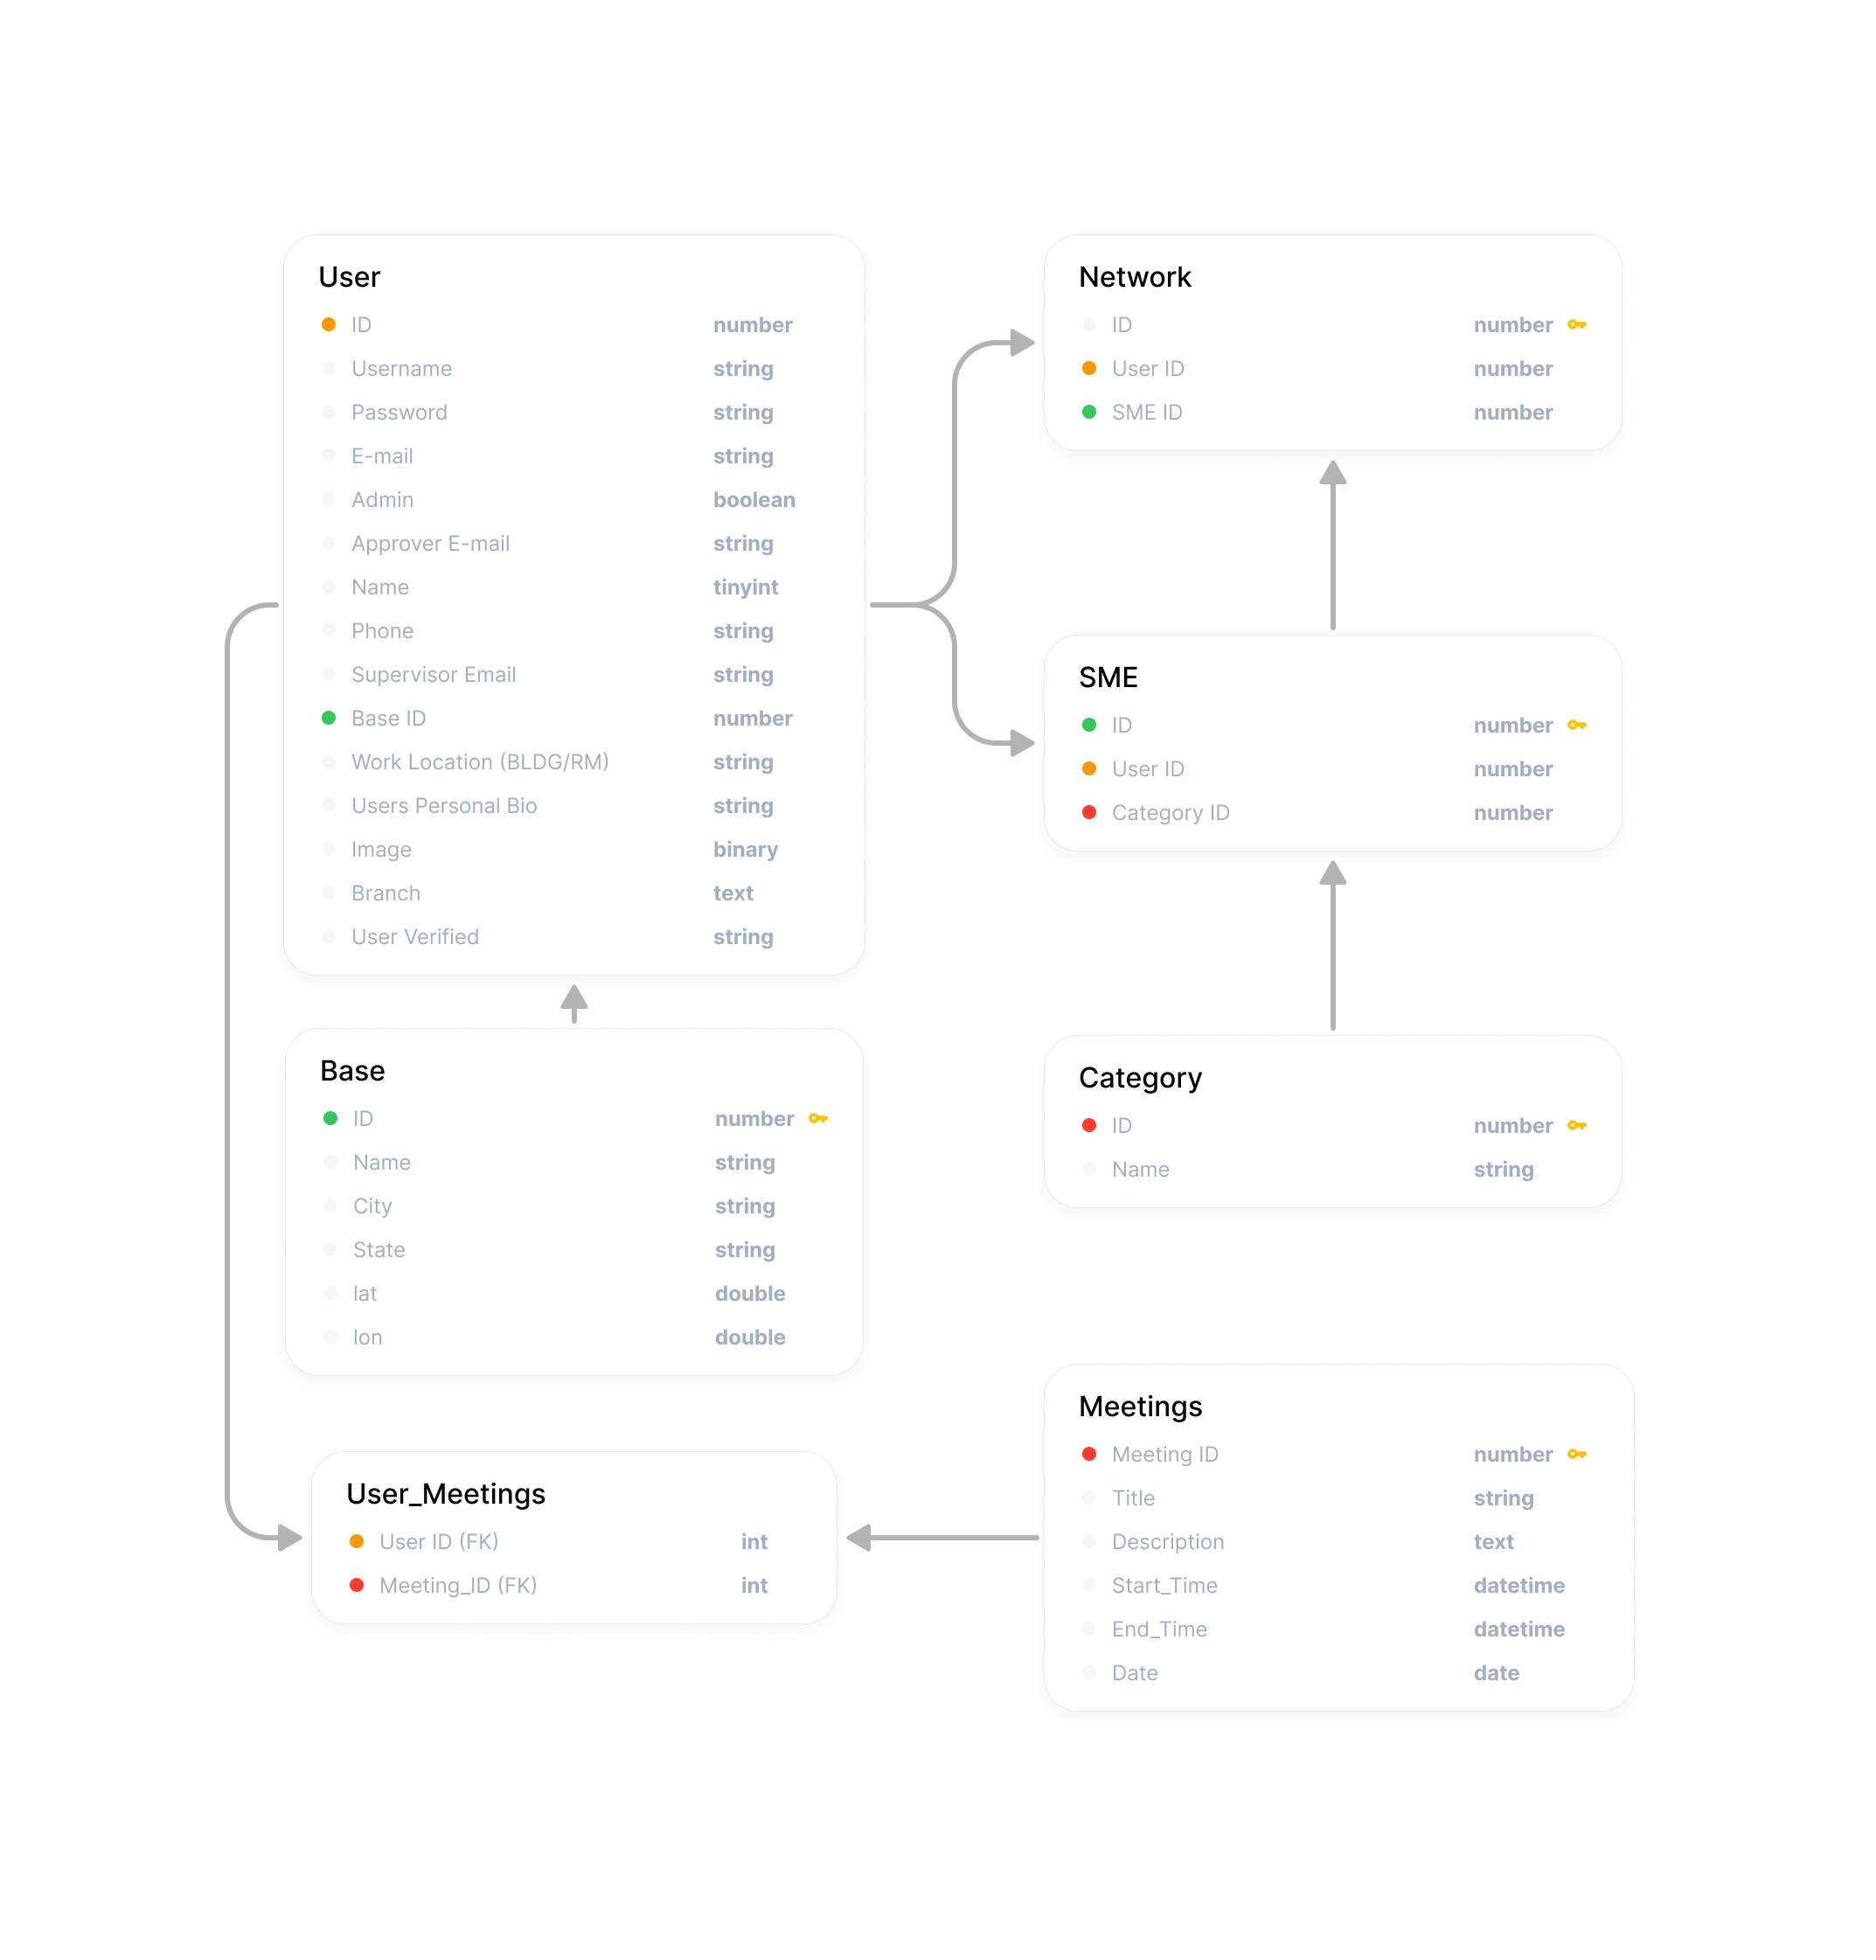 User
ID number
Username string
Password string
E-mail string
Admin boolean
Approver E-mail string
Name tinyint
Phone string
Supervisor Email string
Base ID number
Work Location (BLDG/RM) string
Users Personal Bio string
Image binary
Branch text
User Verified string
Network
ID number
User ID number
SME ID number
SME
ID number
User ID number
Category ID number
Base
ID number
Name string
City string
State string
lat double
lon double
Category
ID number
Name string
User_Meetings
User ID (FK) int
Meeting_ID (FK) int
Meetings
Meeting ID number
Title string
Description text
Start_Time datetime
End_Time datetime
Date date